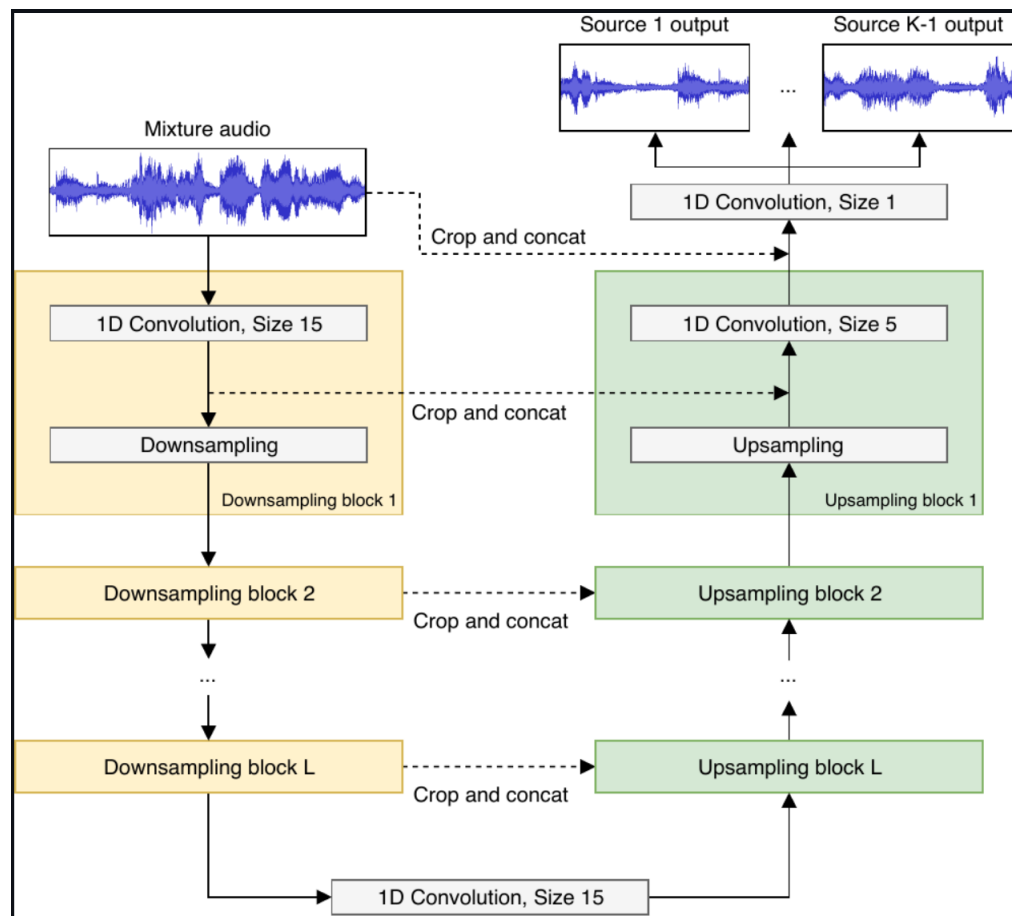 Source 1 output
Source K-1 output
...
Mixture audio
1D Convolution, Size 1
Crop and concat
1D Convolution, Size 15
1D Convolution, Size 5
Crop and concat
Downsampling
Upsampling
Downsampling block 1
Upsampling block 1
Downsampling block 2
Upsampling block 2
Crop and concat
...
...
Downsampling block L
Upsampling block L
Crop and concat
1D Convolution, Size 15